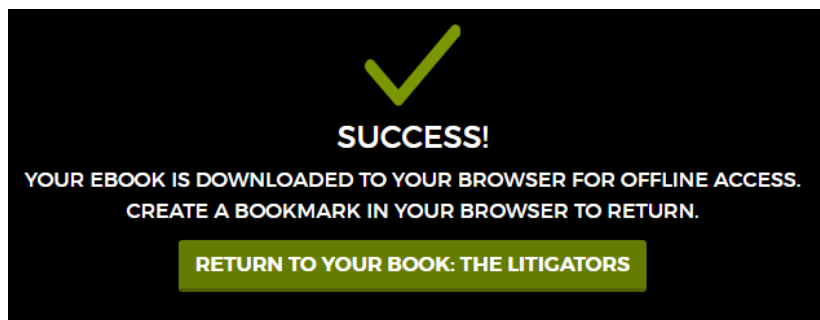 SUCCESS!
YOUR EBOOK IS DOWNLOADED TO YOUR BROWSER FOR OFFLINE ACCESS.
CREATE A BOOKMARK IN YOUR BROWSER TO RETURN.
RETURN TO YOUR BOOK: THE LITIGATORS